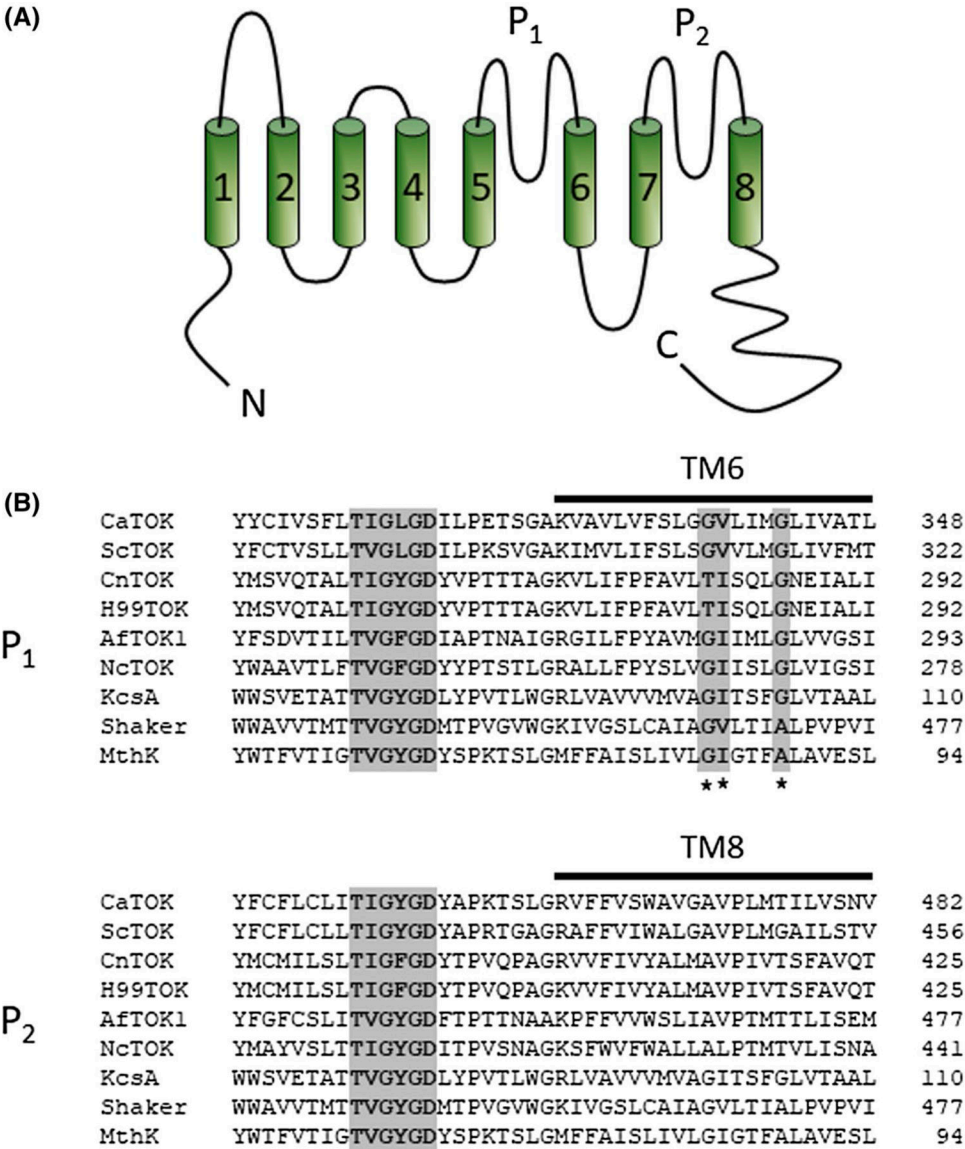 (A)
P1 P2
1 2 3 4 5 6 7 8
N
C
(B)
TM6
P1
CaTOK YYCIVSFLTIGLGDILPETSGAKVAVLVFSLGGVLIMGLIVATL 348
ScTOK YFCTVSLLTVGLGDILPKSVGAKIMVLIFSLSGVVLMGLIVFMT 322
CnTOK YMSVQTALTIGYGDYVPTTTAGKVLIFPFAVLTISQLGNEIALI 292
H99TOK YMSVQTALTIGYGDYVPTTTAGKVLIFPFAVLTISQLGNEIALI 292
AfTOK1 YFSDVTILTVGFGDIAPTNAIGRGILFPYAVMGIIMLGLVVGSI 293
NcTOK YWAAVTLFTVGFGDYYPTSTLGRALLFPYSLVGIISLGLVIGSI 278
KcsA WWSVETATTVGYGDLYPVTLWGRLVAVVVMVAGITSFGLVTAAL 110
Shaker WWAVVTMTTVGYGDMTPVGVWGKIVGSLCAIAGVLTIALPVPVI 477
MthK YWTFVTIGTVGYGDYSPKTSLGMFFAISLIVLGIGTFALAVESL 94
* * *
TM8
P2
CaTOK YFCFLCLITIGYGDYAPKTSLGRVFFVSWAVGAVPLMTILVSNV 482
ScTOK YFCFLCLLTIGYGDYAPRTGAGRAFFVIWALGAVPLMGAILSTV 456
CnTOK YMCMILSLTIGFGDYTPVQPAGRVVFIVYALMAVPIVTSFAVQT 425
H99TOK YMCMILSLTIGFGDYTPVQPAGKVVFIVYALMAVPIVTSFAVQT 425
AfTOK1 YFGFCSLITVGYGDFTPTTNAAKPFFVVWSLIAVPTMTTLISEM 477
NcTOK YMAYVSLTTIGYGDITPVSNAGKSFWVFWALLALPTMTVLISNA 441
KcsA WWSVETATTVGYGDLYPVTLWGRLVAVVVMVAGITSFGLVTAAL 110
Shaker WWAVVTMTTVGYGDMTPVGVWGKIVGSLCAIAGVLTIALPVPVI 477
MthK YWTFVTIGTVGYGDYSPKTSLGMFFAISLIVLGIGTFALAVESL 94